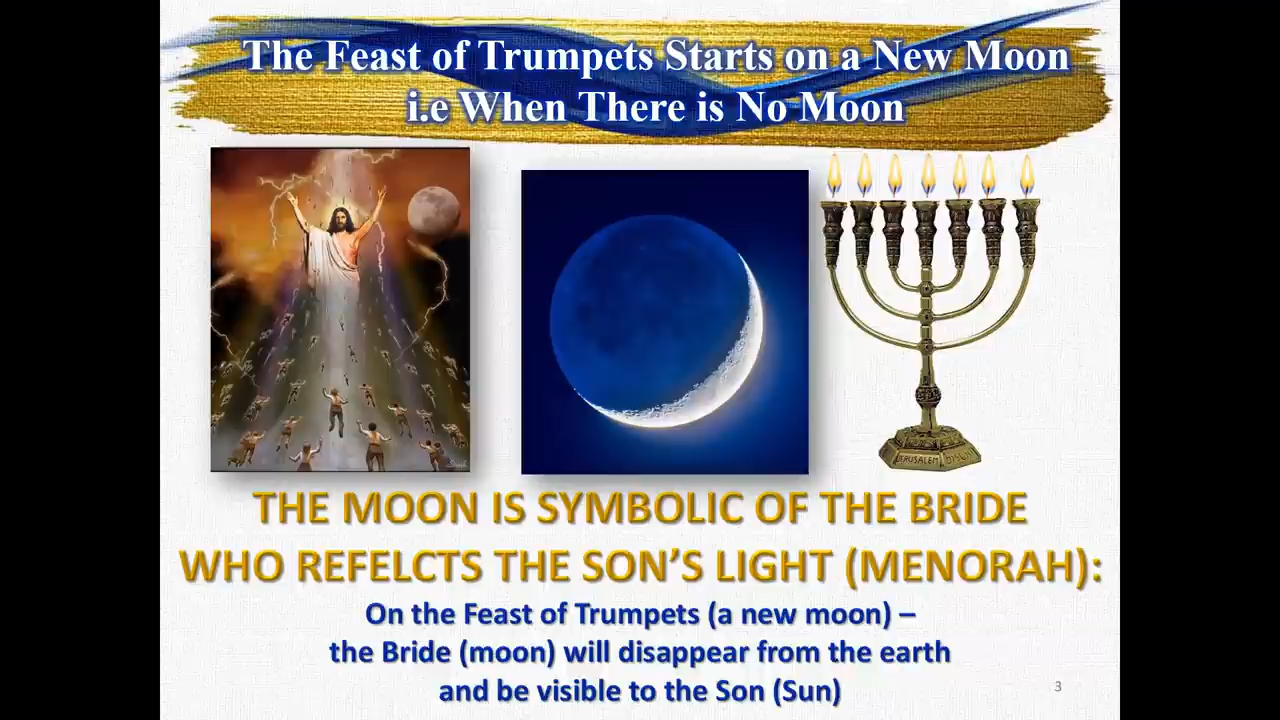 The Feast of Trumpets Starts on a New Moon
i.e When There is No Moon
JERUSALEM
THE MOON IS SYMBOLIC OF THE BRIDE
WHO REFELCTS THE SON’S LIGHT (MENORAH):
On the Feast of Trumpets (a new moon) –
the Bride (moon) will disappear from the earth
and be visible to the Son (Sun)
3